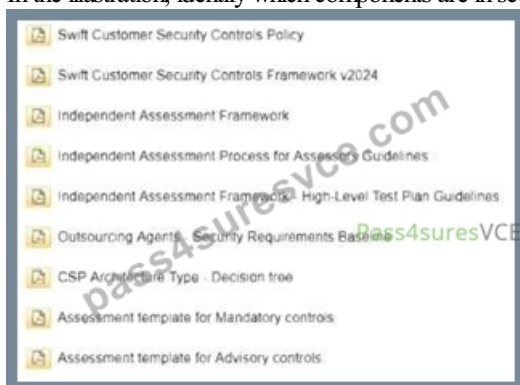 In the illustration, identify which components are in
Swift Customer Security Controls Policy
Swift Customer Security Controls Framework v2024
Independent Assessment Framework
Independent Assessment Process for Assessors Guidelines
Independent Assessment Framework - High-Level Test Plan Guidelines
Outsourcing Agents - Security Requirements Baseline
Pass4suresVCE
CSP Architecture Type - Decision tree
Assessment template for Mandatory controls
Assessment template for Advisory controls
pass4suresvce.com